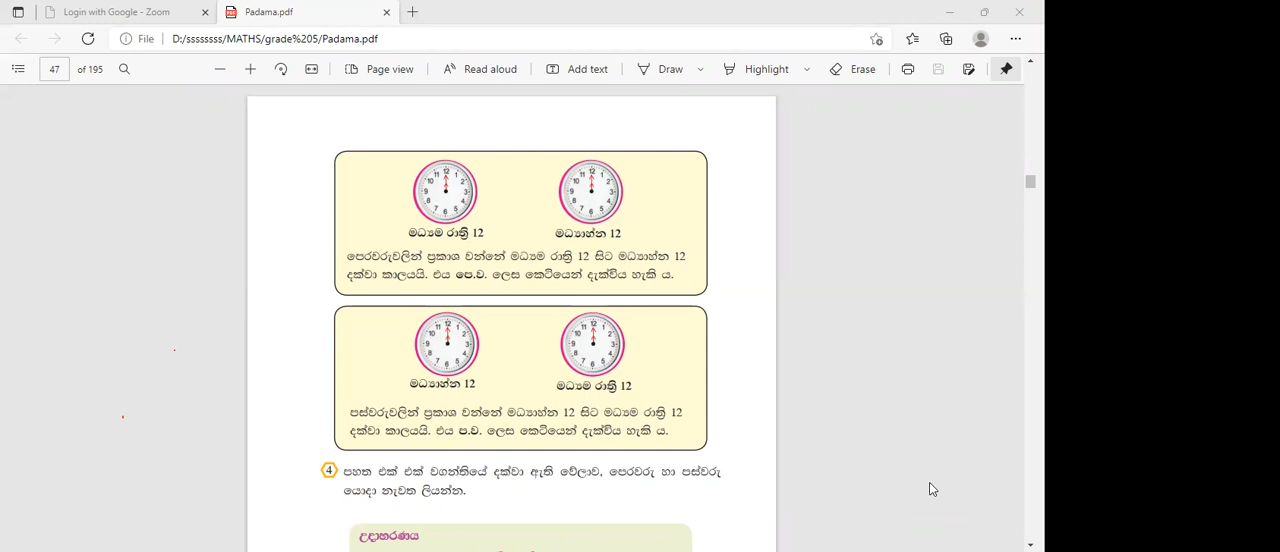 Login with Google - Zoom
Padama.pdf
File
D:/ssssssss/MATHS/grade%205/Padama.pdf
47 of 195
Page view
Read aloud
Add text
Draw
Highlight
Erase
මධ්‍යම රාත්‍රී 12
මධ්‍යාහ්න 12
පෙරවරුවලින් ප්‍රකාශ වන්නේ මධ්‍යම රාත්‍රී 12 සිට මධ්‍යාහ්න 12
දක්වා කාලයයි. එය පෙ.ව. ලෙස කෙටියෙන් දැක්විය හැකි ය.
මධ්‍යාහ්න 12
මධ්‍යම රාත්‍රී 12
පස්වරුවලින් ප්‍රකාශ වන්නේ මධ්‍යාහ්න 12 සිට මධ්‍යම රාත්‍රී 12
දක්වා කාලයයි. එය ප.ව. ලෙස කෙටියෙන් දැක්විය හැකි ය.
4 පහත එක් එක් වගන්තියේ දක්වා ඇති වේලාව, පෙරවරු හා පස්වරු
යොදා නැවත ලියන්න.
උදාහරණය